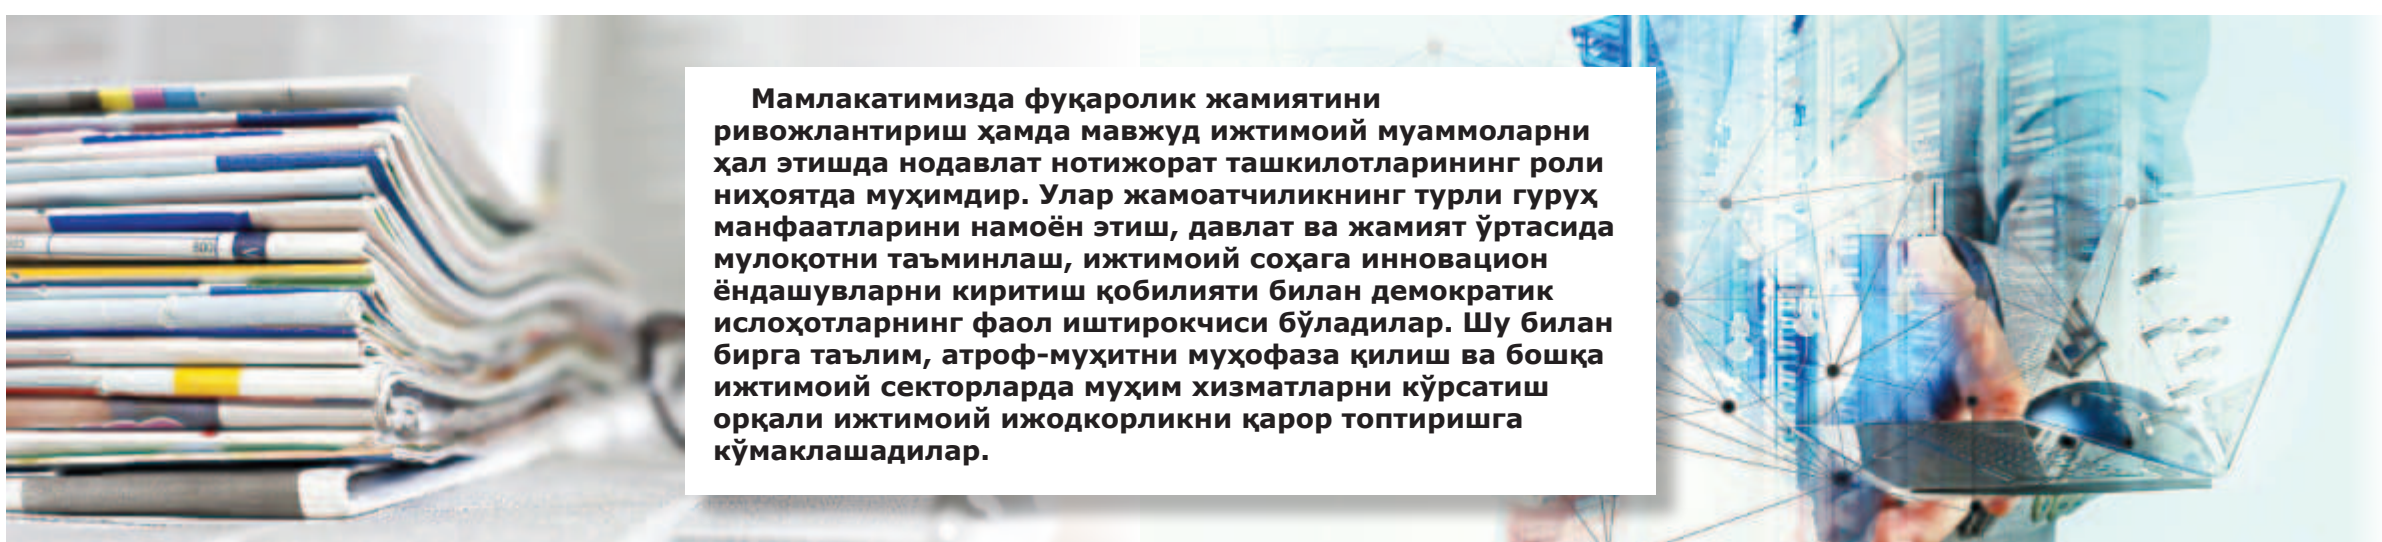 Мамлакатимизда фуқаролик жамиятини
ривожлантириш ҳамда мавжуд ижтимоий муаммоларни
ҳал этишда нодавлат нотижорат ташкилотларининг роли
ниҳоятда муҳимдир. Улар жамоатчиликнинг турли гуруҳ
манфаатларини намоён этиш, давлат ва жамият ўртасида
мулоқотни таъминлаш, ижтимоий соҳага инновацион
ёндашувларни киритиш қобилияти билан демократик
ислоҳотларнинг фаол иштирокчиси бўладилар. Шу билан
бирга таълим, атроф-муҳитни муҳофаза қилиш ва бошқа
ижтимоий секторларда муҳим хизматларни кўрсатиш
орқали ижтимоий ижодкорликни қарор топтиришга
кўмаклашадилар.